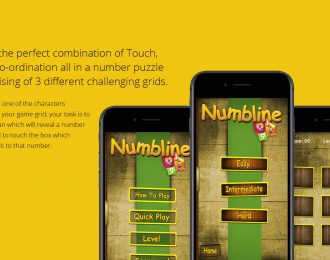 the perfect combination of Touch,
o-ordination all in a number puzzle
ising of 3 different challenging grids.
one of the characters
your game grid, your task is to
n which will reveal a number
d to touch the box which
ds to that number.
Numbline
How To Play
Quick Play
Level
Numbline
Easy
Intermediate
Hard
Home